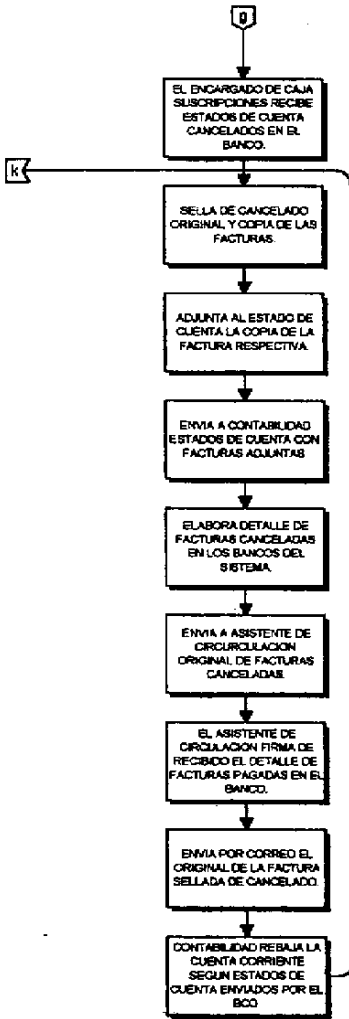 g
EL ENCARGADO DE CAJA
SUSCRIPCIONES RECIBE
ESTADOS DE CUENTA
CANCELADOS EN EL
BANCO.
k
SELLA DE CANCELADO
ORIGINAL Y COPIA DE LAS
FACTURAS.
ADJUNTA AL ESTADO DE
CUENTA LA COPIA DE LA
FACTURA RESPECTIVA.
ENVIA A CONTABILIDAD
ESTADOS DE CUENTA CON
FACTURAS ADJUNTAS
ELABORA DETALLE DE
FACTURAS CANCELADAS
EN LOS BANCOS DEL
SISTEMA.
ENVIA A ASISTENTE DE
CIRCURCULACION
ORIGINAL DE FACTURAS
CANCELADAS.
EL ASISTENTE DE
CIRCULACION FIRMA DE
RECIBIDO EL DETALLE DE
FACTURAS PAGADAS EN EL
BANCO.
ENVIA POR CORREO EL
ORIGINAL DE LA FACTURA
SELLADA DE CANCELADO.
CONTABILIDAD REBAJA LA
CUENTA CORRIENTE
SEGUN ESTADOS DE
CUENTA ENVIADOS POR EL
BCO